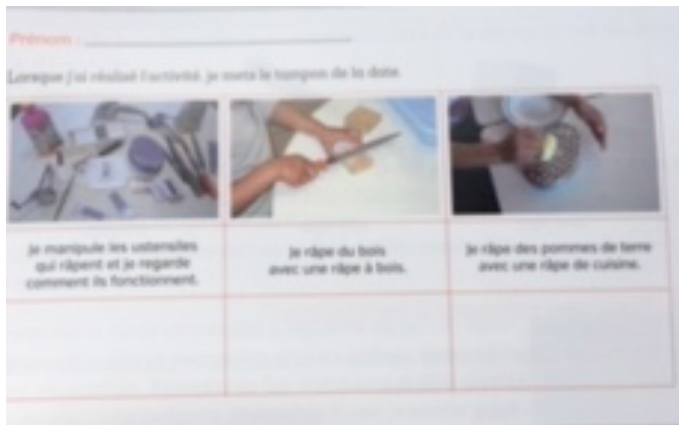 Prénom :
Lorsque j'ai réalisé l'activité, je mets le tampon de la date.
Je manipule les ustensiles
qui râpent et je regarde
comment ils fonctionnent.
Je râpe du bois
avec une râpe à bois.
Je râpe des pommes de terre
avec une râpe de cuisine.